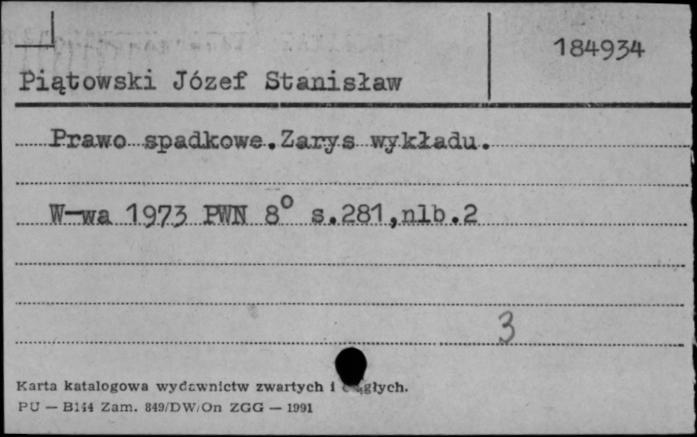 184934
Piątowski Józef Stanisław
Prawo spadkowe.Zarys wykładu.
W-wa 1973 PWN 8° s.281,nlb.2
3
Karta katalogowa wydawnictw zwartych i
PU — B144 Zam. 849/DW/On ZGG — 1991